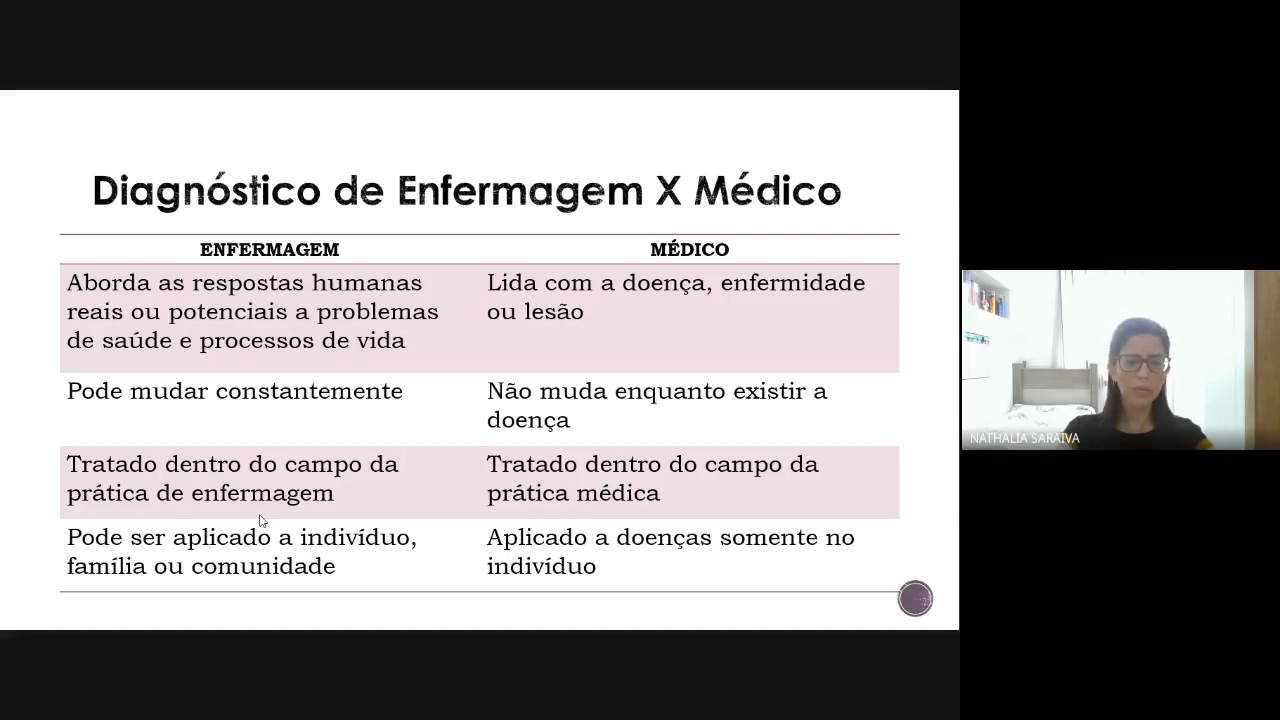 Diagnóstico de Enfermagem X Médico
ENFERMAGEM
MÉDICO
Aborda as respostas humanas
reais ou potenciais a problemas
de saúde e processos de vida
Lida com a doença, enfermidade
ou lesão
Pode mudar constantemente
Não muda enquanto existir a
doença
Tratado dentro do campo da
prática de enfermagem
Tratado dentro do campo da
prática médica
Pode ser aplicado a indivíduo,
família ou comunidade
Aplicado a doenças somente no
indivíduo
NATHALIA SARAIVA